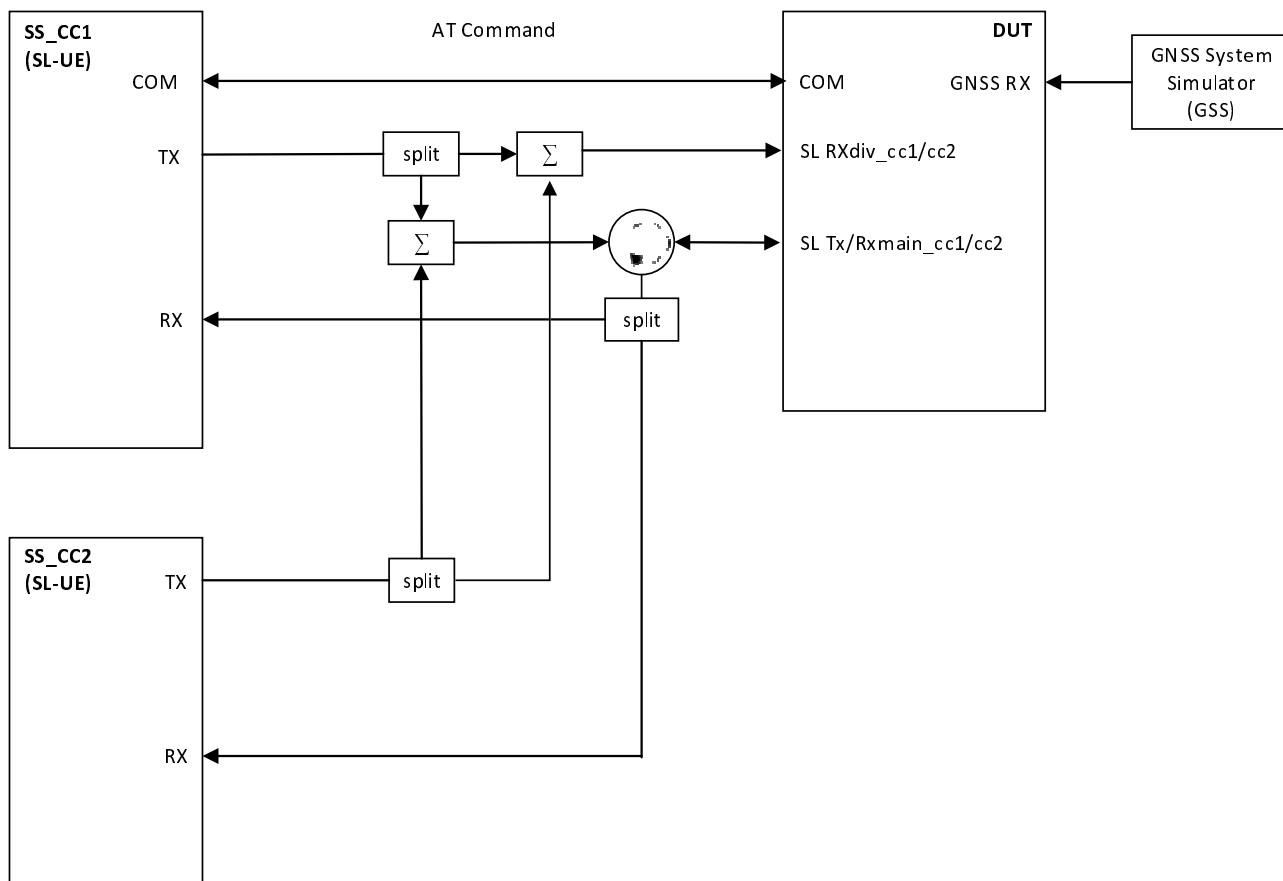 SS_CC1
(SL-UE)
AT Command
DUT
COM
COM
GNSS RX
GNSS System
Simulator
(GSS)
TX
split
∑
SL RXdiv_cc1/cc2
∑
SL Tx/Rxmain_cc1/cc2
RX
split
SS_CC2
(SL-UE)
TX
split
RX